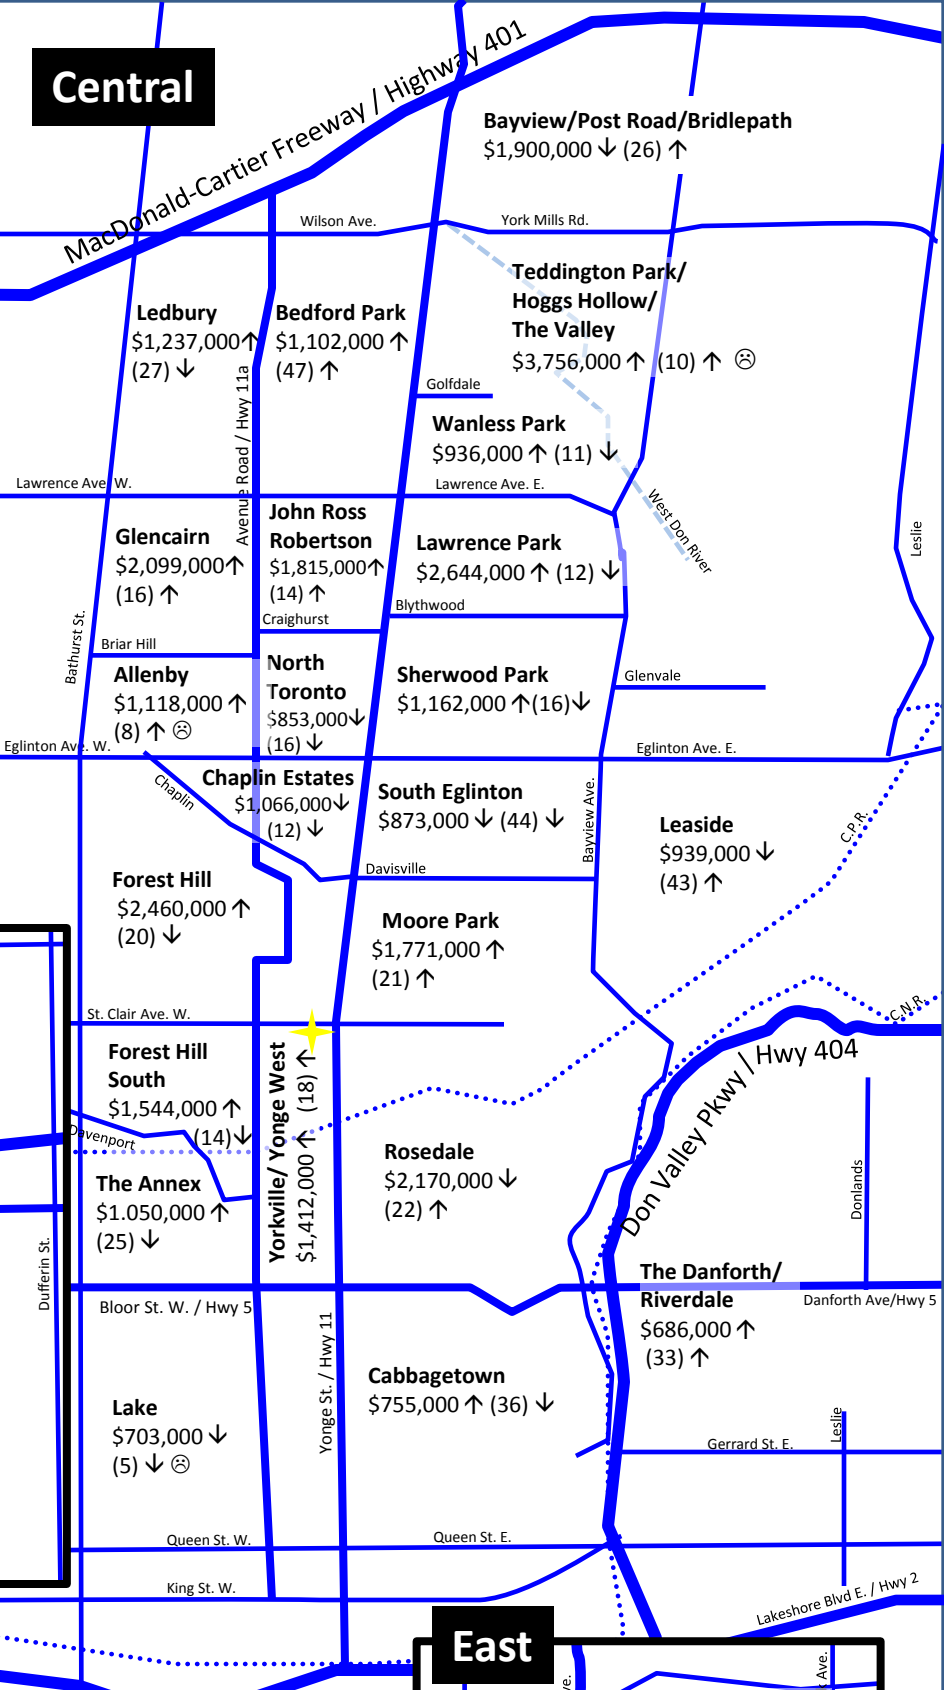 Central
MacDonald-Cartier Freeway / Highway 401
Bayview/Post Road/Bridlepath
$1,900,000 ↓ (26) ↑
Wilson Ave.
York Mills Rd.
Teddington Park/
Hoggs Hollow/
The Valley
$3,756,000 ↑ (10) ↑ ☹
Ledbury
$1,237,000↑
(27) ↓
Bedford Park
$1,102,000 ↑
(47) ↑
Avenue Road / Hwy 11a
Golfdale
Wanless Park
$936,000 ↑ (11) ↓
Lawrence Ave. W.
Lawrence Ave. E.
West Don River
Leslie
Glencairn
$2,099,000↑
(16) ↑
John Ross
Robertson
$1,815,000↑
(14) ↑
Lawrence Park
$2,644,000 ↑ (12) ↓
Blythwood
Craighurst
Bathurst St.
Briar Hill
Allenby
$1,118,000 ↑
(8) ↑ ☹
North
Toronto
$853,000↓
(16) ↓
Sherwood Park
$1,162,000 ↑(16)↓
Glenvale
Eglinton Ave. W.
Eglinton Ave. E.
Chaplin
Chaplin Estates
$1,066,000↓
(12) ↓
South Eglinton
$873,000 ↓ (44) ↓
Bayview Ave.
Leaside
$939,000 ↓
(43) ↑
C.P.R.
Davisville
Forest Hill
$2,460,000 ↑
(20) ↓
Moore Park
$1,771,000 ↑
(21) ↑
St. Clair Ave. W.
C.N.R.
Don Valley Pkwy / Hwy 404
Forest Hill
South
$1,544,000 ↑
(14)↓
Davenport
Yorkville/ Yonge West
$1,412,000 ↑ (18) ↑
Rosedale
$2,170,000 ↓
(22) ↑
Donlands
The Annex
$1.050,000 ↑
(25) ↓
Dufferin St.
Bloor St. W. / Hwy 5
The Danforth/
Riverdale
$686,000 ↑
(33) ↑
Danforth Ave/Hwy 5
Yonge St. / Hwy 11
Cabbagetown
$755,000 ↑ (36) ↓
Lake
$703,000 ↓
(5) ↓ ☹
Leslie
Gerrard St. E.
Queen St. W.
Queen St. E.
King St. W.
Lakeshore Blvd E. / Hwy 2
East
ve.
Ave.